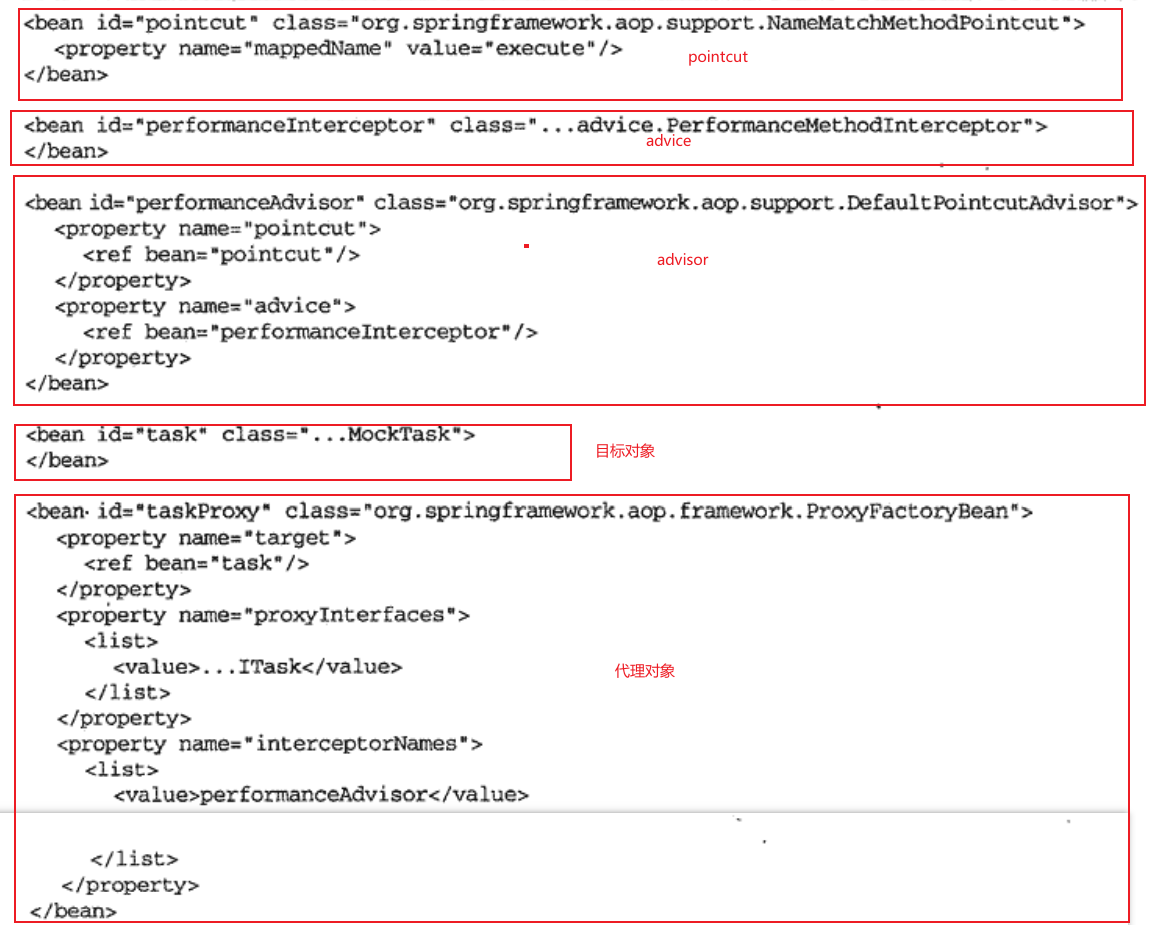 <bean id="pointcut" class="org.springframework.aop.support.NameMatchMethodPointcut">
<property name="mappedName" value="execute"/>
pointcut
</bean>
<bean id="performanceInterceptor" class="...advice.PerformanceMethodInterceptor">
advice
</bean>
<bean id="performanceAdvisor" class="org.springframework.aop.support.DefaultPointcutAdvisor">
<property name="pointcut">
<ref bean="pointcut"/>
advisor
</property>
<property name="advice">
<ref bean="performanceInterceptor"/>
</property>
</bean>
<bean id="task" class="...MockTask">
目标对象
</bean>
<bean id="taskProxy" class="org.springframework.aop.framework.ProxyFactoryBean">
<property name="target">
<ref bean="task"/>
</property>
<property name="proxyInterfaces">
<list>
<value>...ITask</value>
代理对象
</list>
</property>
<property name="interceptorNames">
<list>
<value>performanceAdvisor</value>
</list>
</property>
</bean>